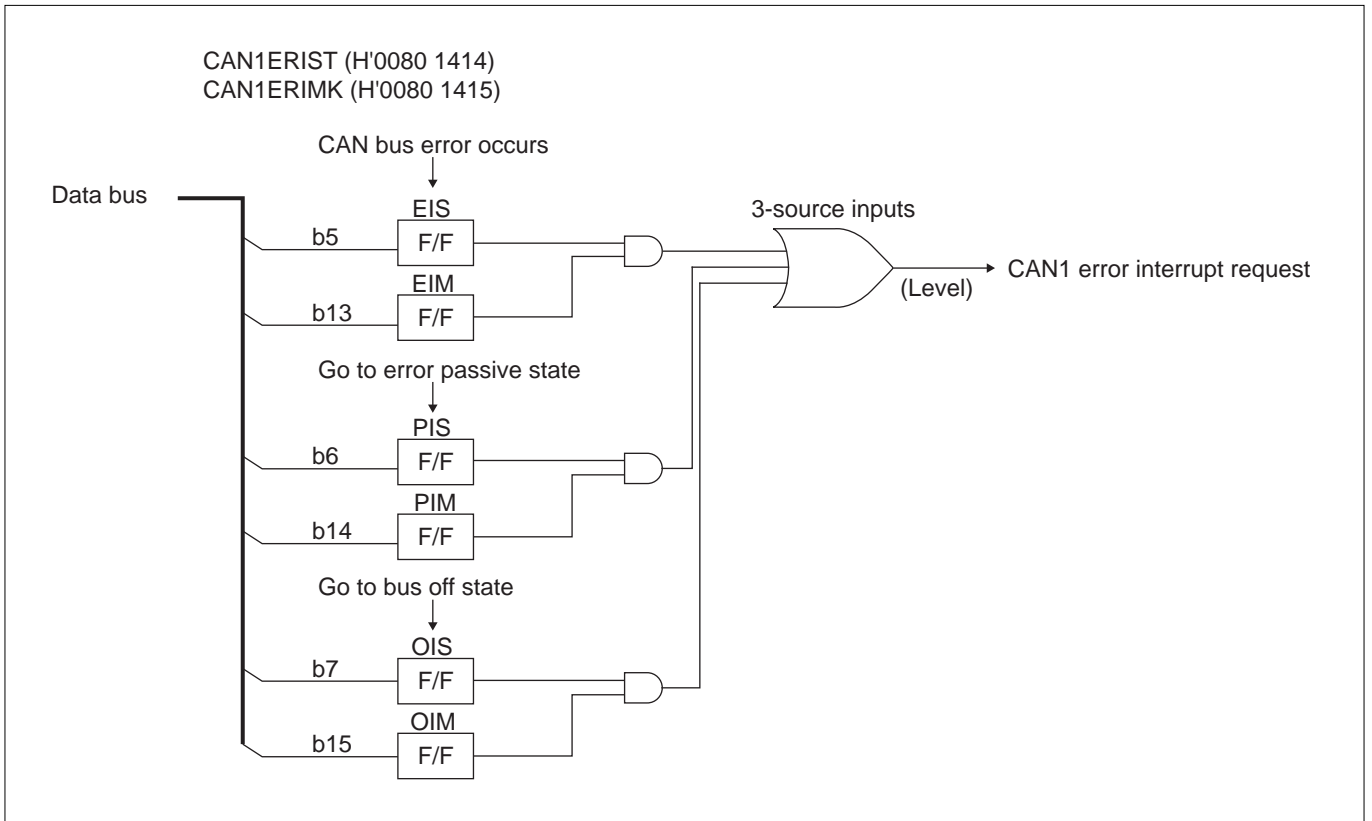 CAN1ERIST (H'0080 1414)
CAN1ERIMK (H'0080 1415)
CAN bus error occurs
Data bus
EIS
3-source inputs
b5
F/F
CAN1 error interrupt request
(Level)
EIM
b13
F/F
Go to error passive state
PIS
b6
F/F
PIM
b14
F/F
Go to bus off state
OIS
b7
F/F
OIM
b15
F/F